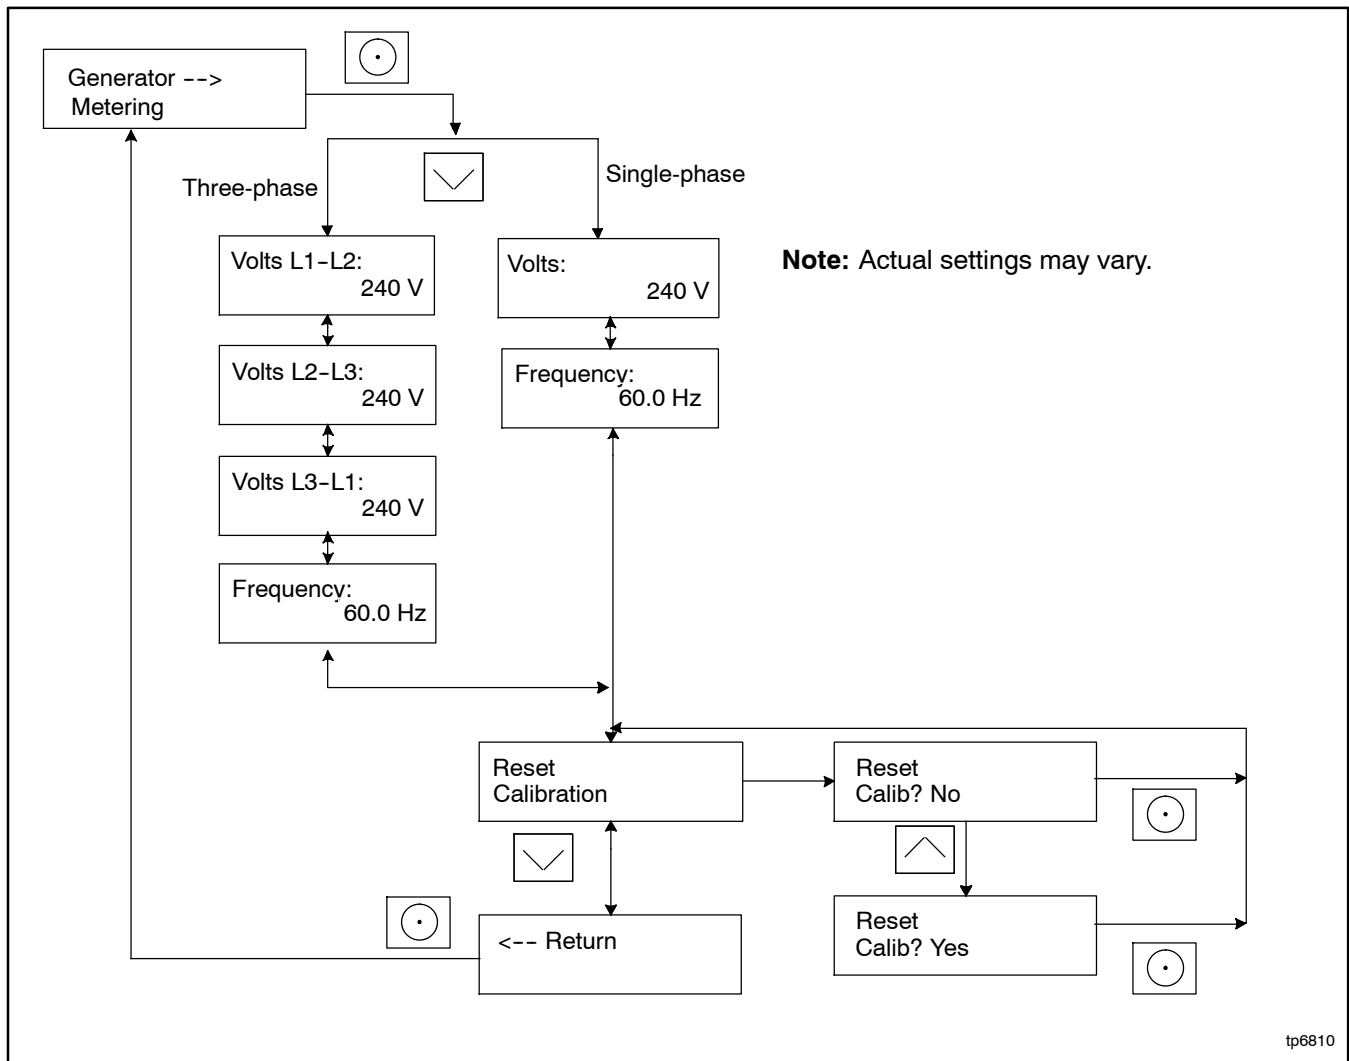 Generator -->
Metering
Three-phase
Single-phase
Volts L1-L2:
240 V
Volts:
240 V
Note: Actual settings may vary.
Volts L2-L3:
240 V
Frequency:
60.0 Hz
Volts L3-L1:
240 V
Frequency:
60.0 Hz
Reset
Calibration
Reset
Calib? No
<-- Return
Reset
Calib? Yes
tp6810